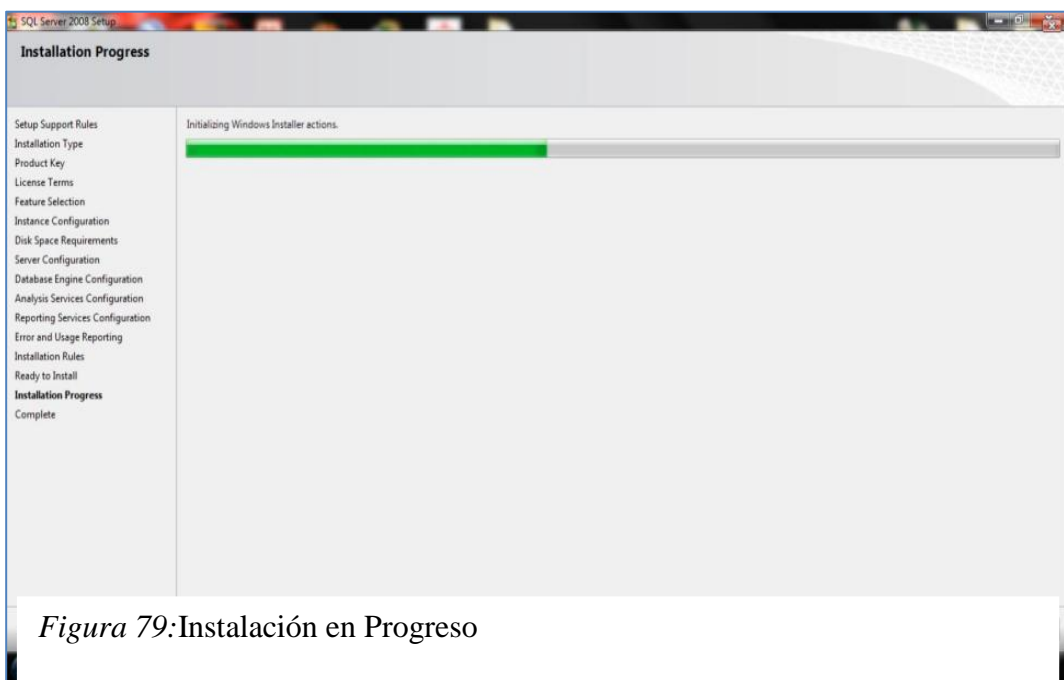 SQL Server 2008 Setup
Installation Progress
Setup Support Rules
Installation Type
Product Key
License Terms
Feature Selection
Instance Configuration
Disk Space Requirements
Server Configuration
Database Engine Configuration
Analysis Services Configuration
Reporting Services Configuration
Error and Usage Reporting
Installation Rules
Ready to Install
Installation Progress
Complete
Initializing Windows Installer actions.
Figura 79:Instalación en Progreso